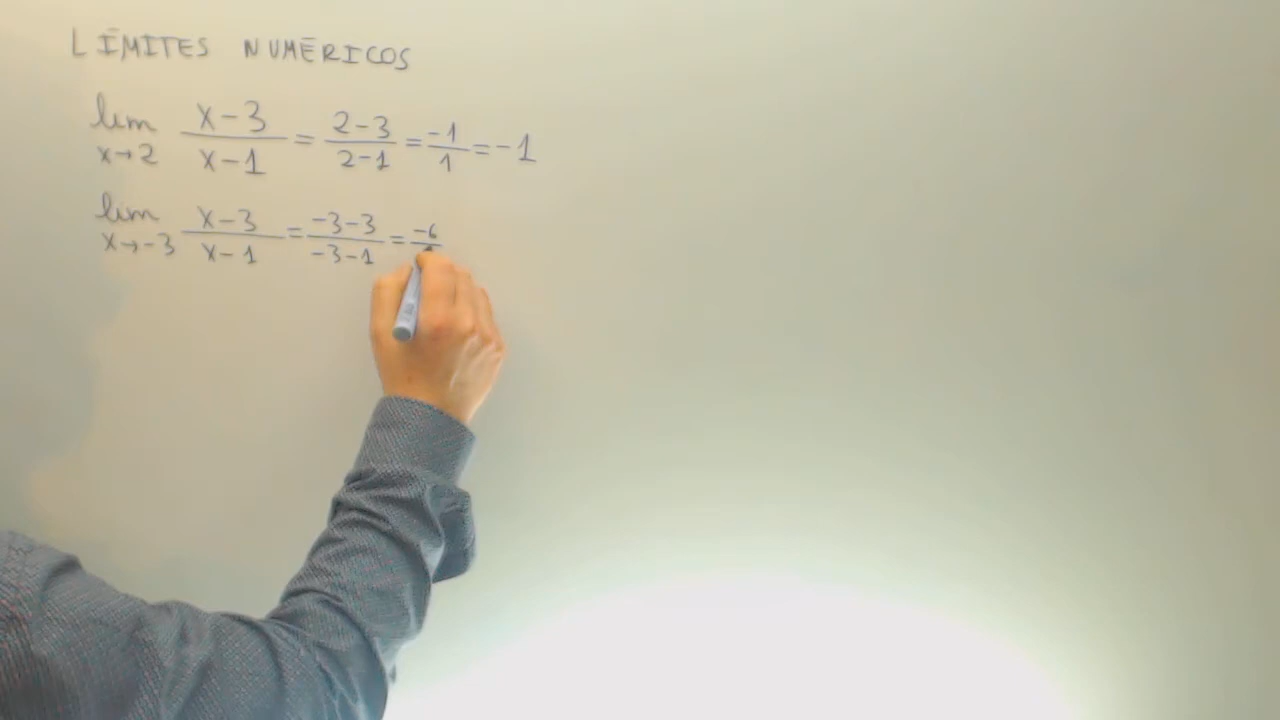 LÍMITES NUMÉRICOS
lim x→2 x-3/x-1 = 2-3/2-1 = -1/1 = -1
lim x→-3 x-3/x-1 = -3-3/-3-1 = -6